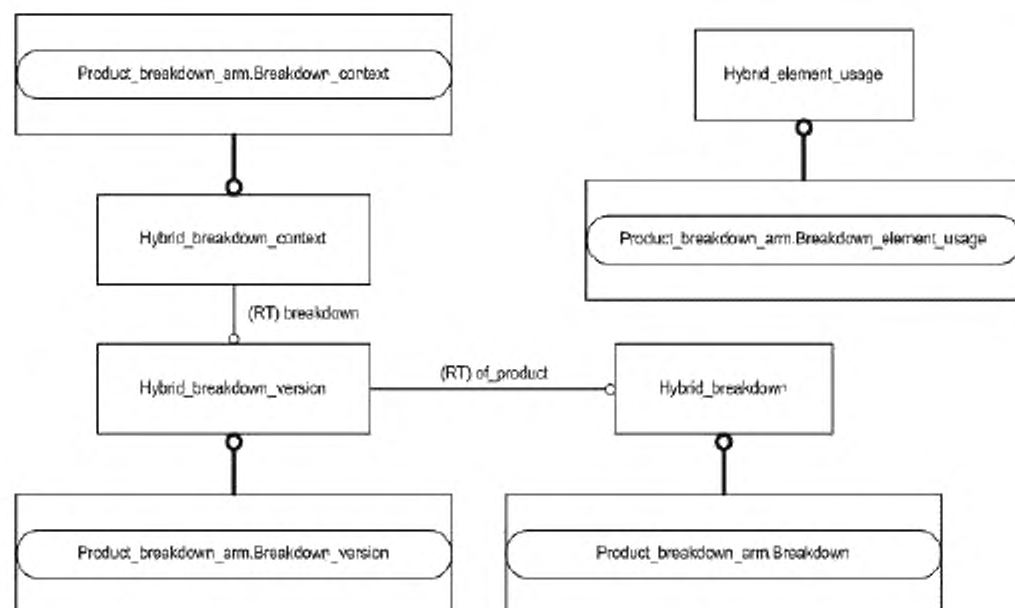 Product_breakdown_arm.Breakdown_context
Hybrid_element_usage
Hybrid_breakdown_context
Product_breakdown_arm.Breakdown_element_usage
(RT) breakdown
Hybrid_breakdown_version
(RT) of_product
Hybrid_breakdown
Product_breakdown_arm.Breakdown_version
Product_breakdown_arm.Breakdown